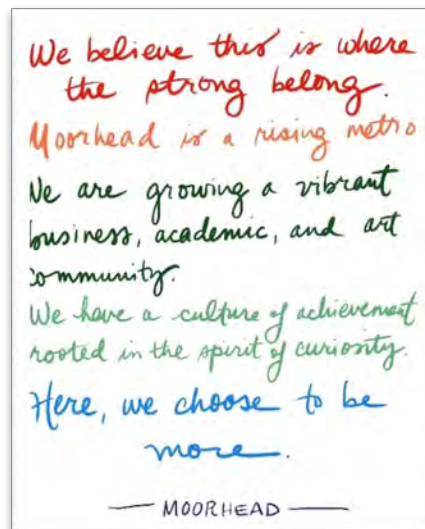 We believe this is where
the strong belong.
Moorhead is a rising metro
We are growing a vibrant
business, academic, and art
community.
We have a culture of achievement
rooted in the spirit of curiosity.
Here, we choose to be
more.
— MOORHEAD —